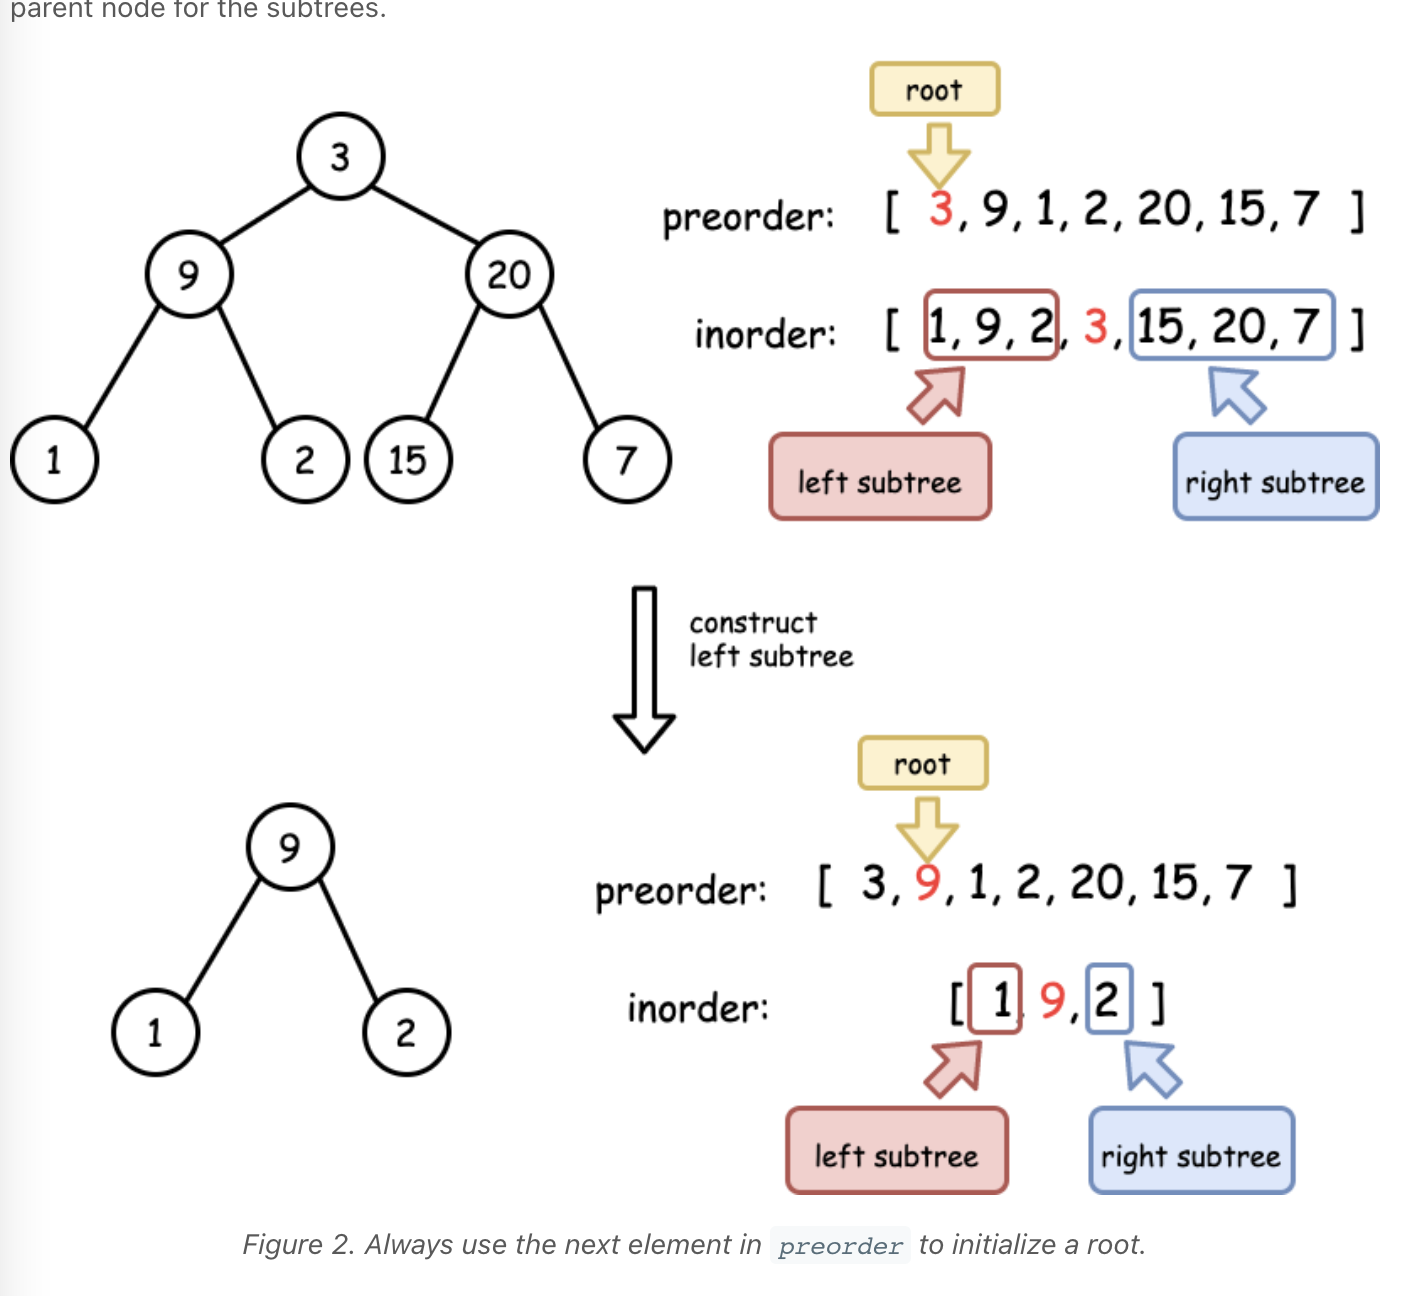 parent node for the subtrees.
root
3
preorder: [ 3, 9, 1, 2, 20, 15, 7 ]
9
20
inorder: [ 1, 9, 2, 3, 15, 20, 7 ]
1
2
15
7
left subtree
right subtree
construct
left subtree
root
9
preorder: [ 3, 9, 1, 2, 20, 15, 7 ]
inorder: [ 1, 9, 2 ]
1
2
left subtree
right subtree
Figure 2. Always use the next element in preorder to initialize a root.